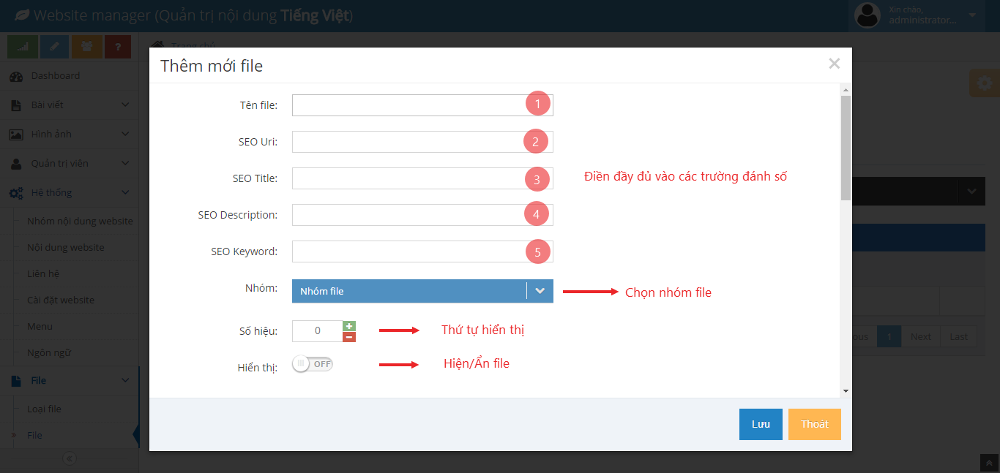 Website manager (Quản trị nội dung Tiếng Việt)
Xin chào,
administrator...
Trang chủ
Dashboard
Bài viết
Hình ảnh
Quản trị viên
Hệ thống
Nhóm nội dung website
Nội dung website
Liên hệ
Cài đặt website
Menu
Ngôn ngữ
File
Loại file
File
Thêm mới file
Tên file:
1
SEO Uri:
2
SEO Title:
3
Điền đầy đủ vào các trường đánh số
SEO Description:
4
SEO Keyword:
5
Nhóm:
Nhóm file
Chọn nhóm file
Số hiệu:
0
Thứ tự hiển thị
Hiển thị:
OFF
Hiện/Ẩn file
1
Next
Last
Lưu
Thoát